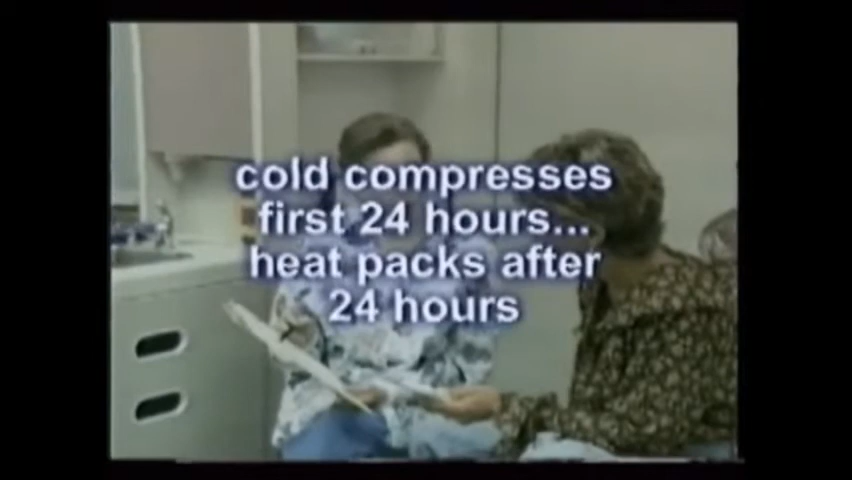 cold compresses
first 24 hours...
heat packs after
24 hours